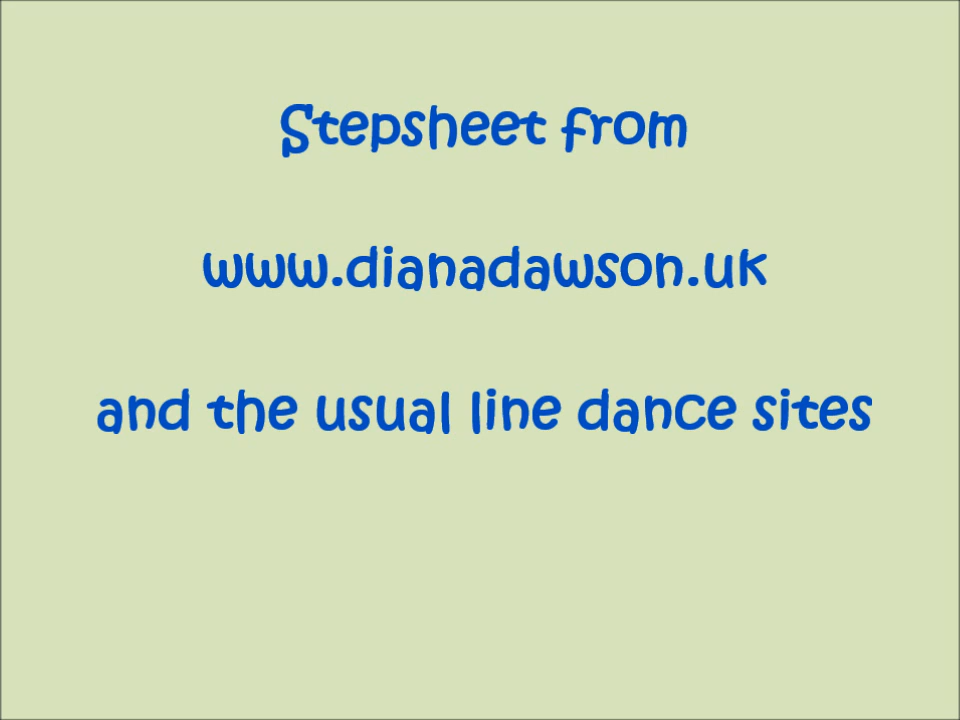 Stepsheet from
www.dianadawson.uk
and the usual line dance sites